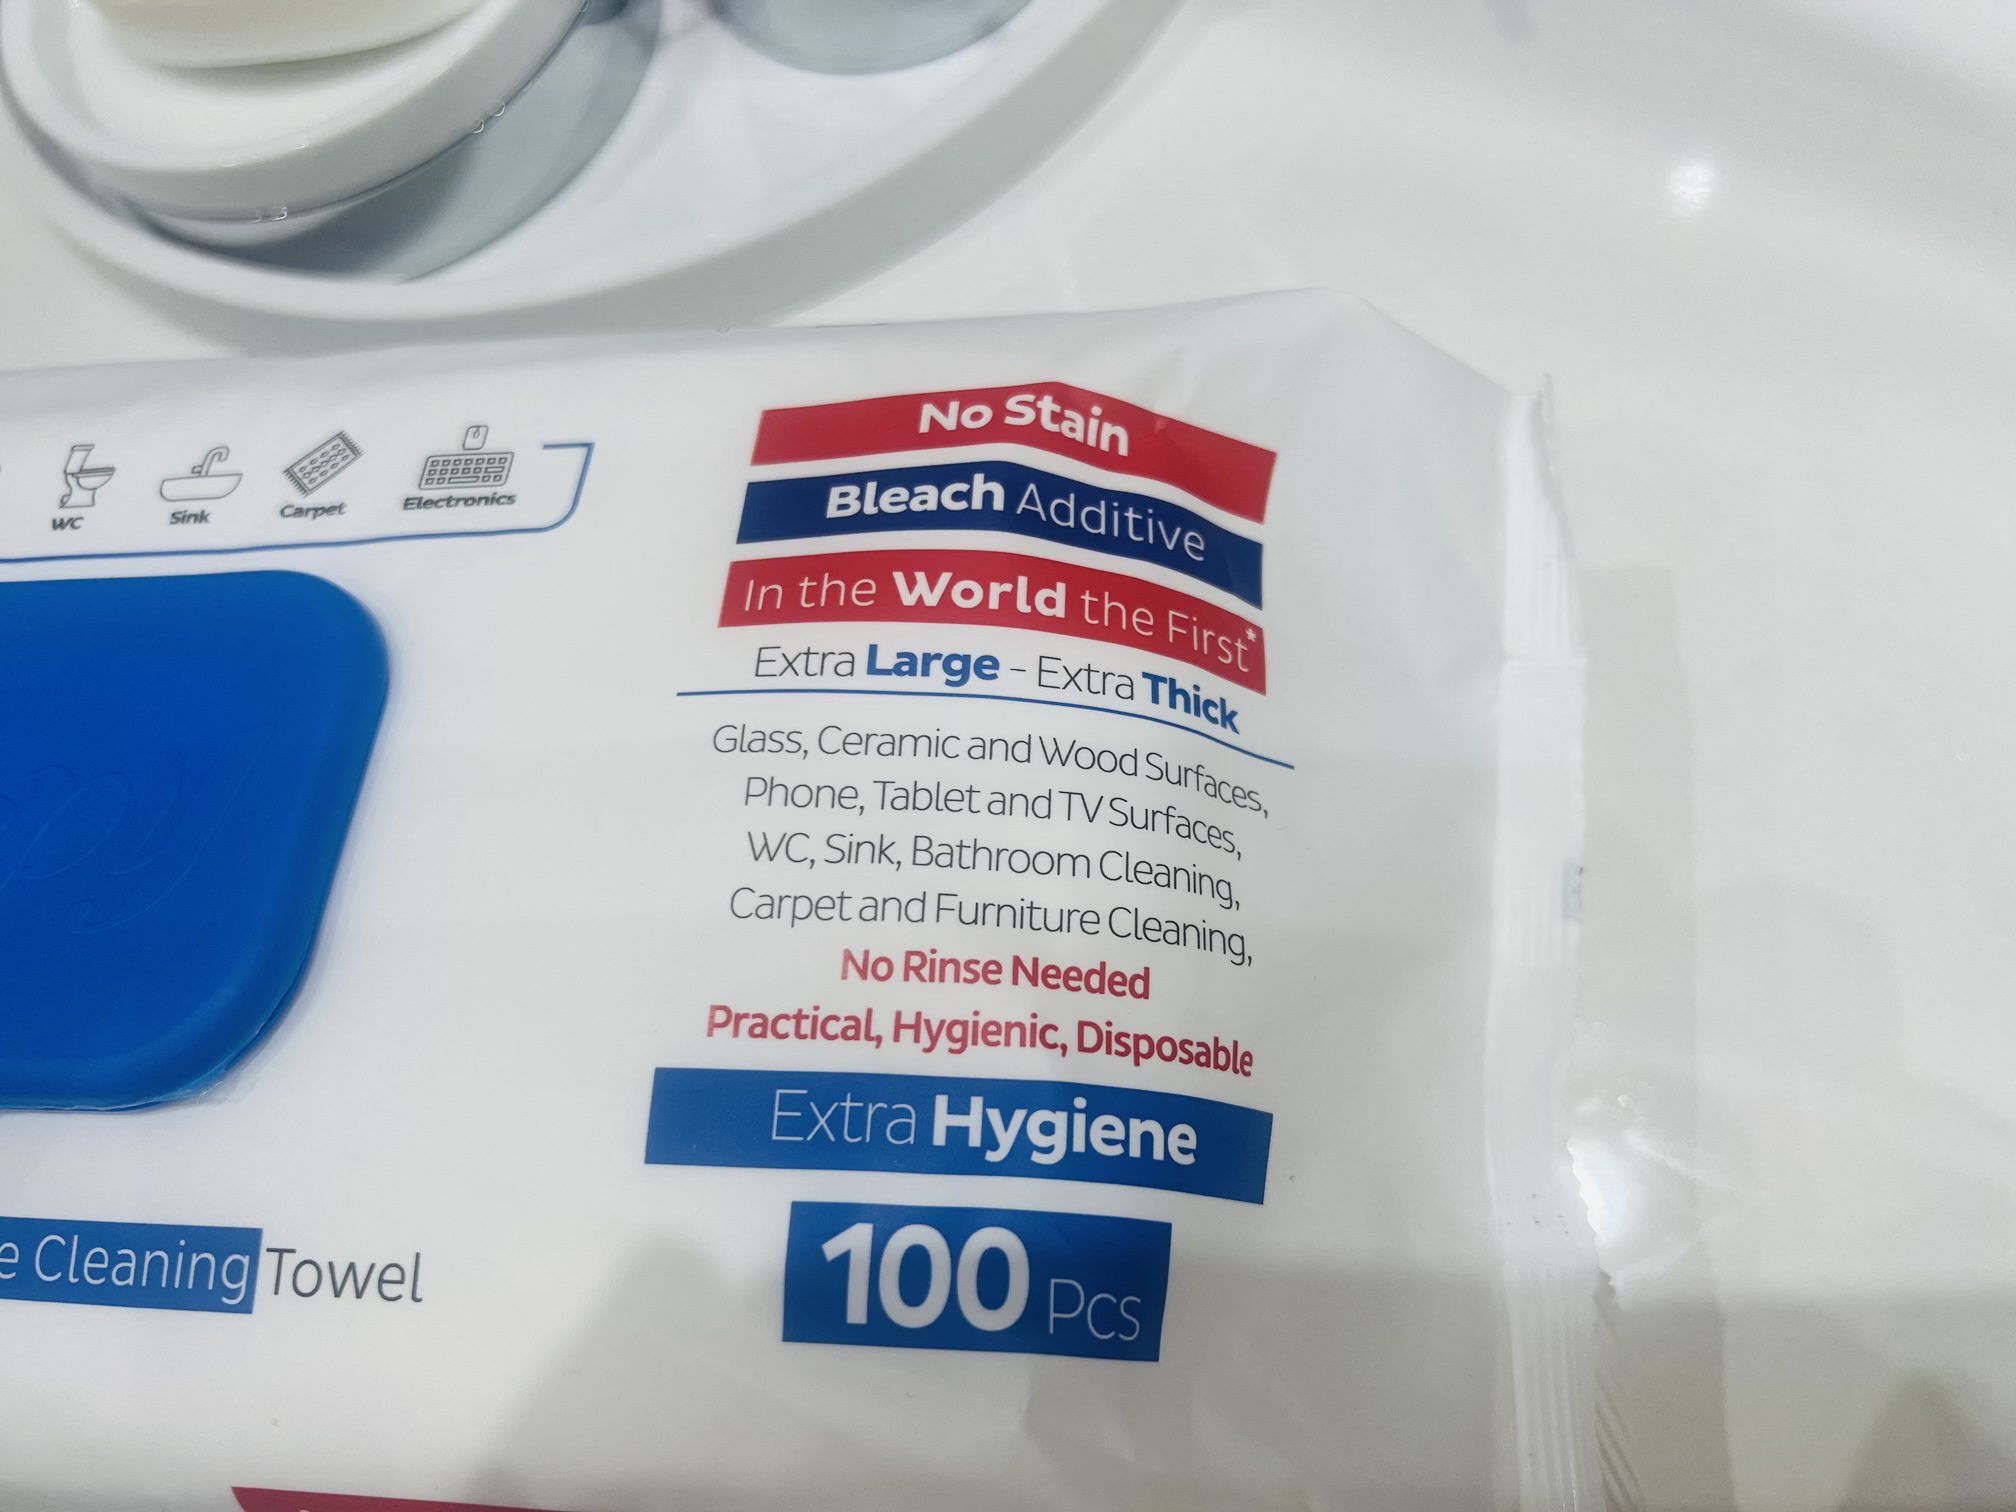 WC
Sink
Carpet
Electronics
No Stain
Bleach Additive
In the World the First*
Extra Large - Extra Thick
Glass, Ceramic and Wood Surfaces,
Phone, Tablet and TV Surfaces,
WC, Sink, Bathroom Cleaning,
Carpet and Furniture Cleaning,
No Rinse Needed
Practical, Hygienic, Disposable
Extra Hygiene
100 Pcs
Cleaning Towel